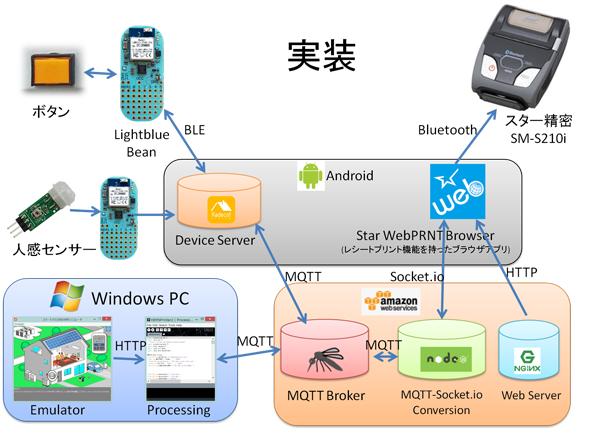 実装
ボタン
Lightblue
Bean
BLE
Bluetooth
スター精密
SM-S210i
人感センサー
Android
Kadecot
Device Server
web
Star WebPRNT Browser
(レシートプリント機能を持ったブラウザアプリ)
MQTT
Socket.io
HTTP
Windows PC
HTTP
Emulator
Processing
MQTT
amazon
webservices
MQTT
node
NGINX
MQTT Broker
MQTT-Socket.io
Conversion
Web Server